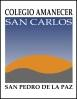 COLEGIO AMANECER
SAN CARLOS
SAN PEDRO DE LA PAZ